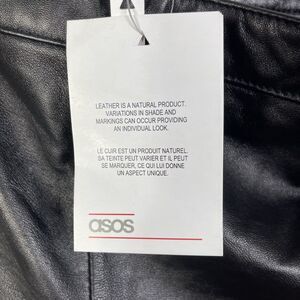 LEATHER IS A NATURAL PRODUCT.
VARIATIONS IN SHADE AND
MARKINGS CAN OCCUR PROVIDING
AN INDIVIDUAL LOOK.
LE CUIR EST UN PRODUIT NATUREL.
SA TEINTE PEUT VARIER ET IL PEUT
SE MARQUER, CE QUI LUI DONNE
UN ASPECT UNIQUE.
asos